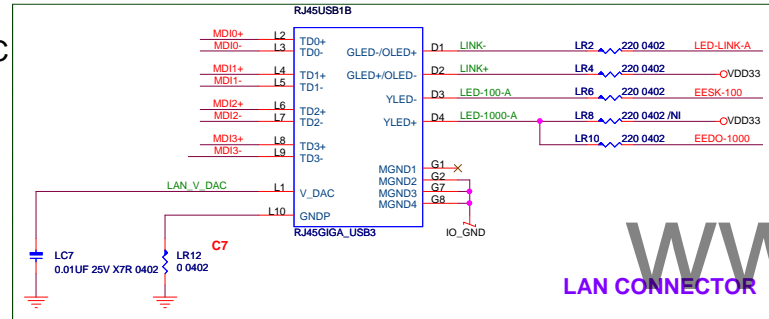 RJ45USB1B
C
MDI0+ L2 TD0+ GLED-/OLED+ D1 LINK- LR2 220 0402 LED-LINK-A
MDI0- L3 TD0-
MDI1+ L4 TD1+ GLED+/OLED- D2 LINK+ LR4 220 0402 VDD33
MDI1- L5 TD1-
YLED- D3 LED-100-A LR6 220 0402 EESK-100
MDI2+ L6 TD2+
MDI2- L7 TD2- YLED+ D4 LED-1000-A LR8 220 0402 /NI VDD33
MDI3+ L8 TD3+ LR10 220 0402 EEDO-1000
MDI3- L9 TD3-
MGND1 G1
MGND2 G2
LAN_V_DAC L1 V_DAC MGND3 G7
MGND4 G8
L10 GNDP
RJ45GIGA_USB3 IO_GND
C7
LC7 LR12
0.01UF 25V X7R 0402 0 0402
LAN CONNECTOR